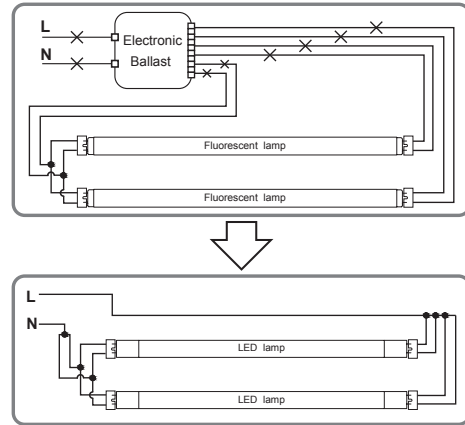 L
Electronic
N
Ballast
Fluorescent lamp
Fluorescent lamp
L
N
LED lamp
LED lamp